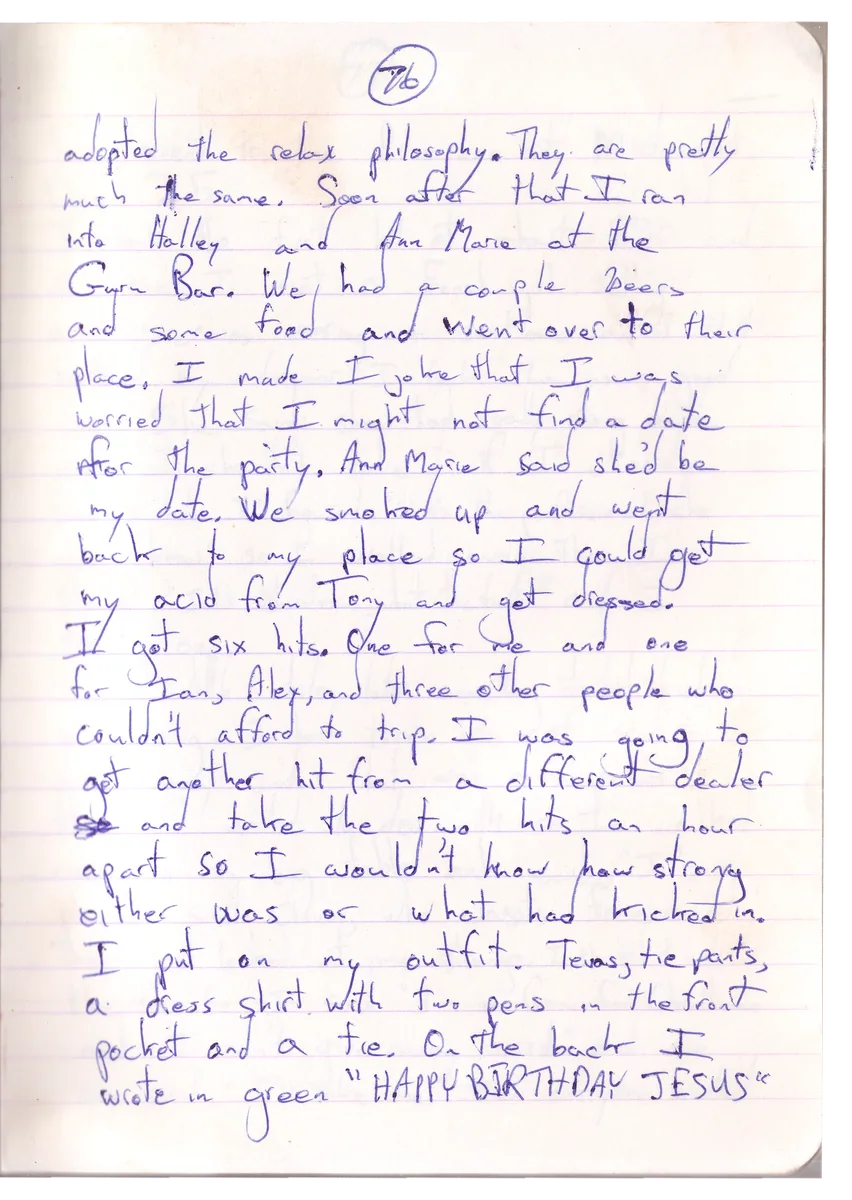 76
adopted the relax philosophy. They are pretty
much the same. Soon after that I ran
into Halley and Ann Marie at the
Guru Bar. We had a couple Beers
and some food and went over to their
place. I made I joke that I was
worried that I might not find a date
for the party. Ann Marie said she'd be
my date. We smoked up and went
back to my place so I could get
my acid from Tony and get dressed.
I got six hits. One for me and one
for Ian, Alex, and three other people who
couldn't afford to trip. I was going to
get another hit from a different dealer
and take the two hits an hour
apart so I wouldn't know how strong
either was or what had kicked in.
I put on my outfit. Tevas, tie pants,
a dress shirt with two pens in the front
pocket and a tie. On the back I
wrote in green "HAPPY BIRTHDAY JESUS"